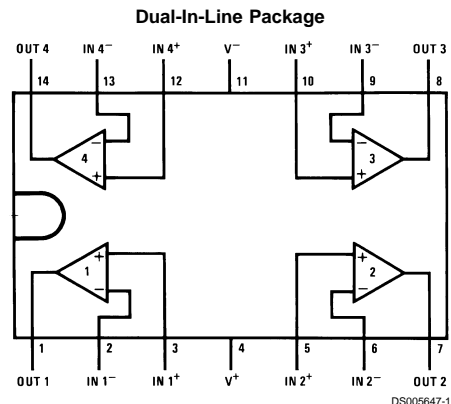 Dual-In-Line Package
OUT 4 IN 4⁻ IN 4⁺ V⁻ IN 3⁺ IN 3⁻ OUT 3
14 13 12 11 10 9 8
− −
4 3
+ +
+ +
1 2
− −
1 2 3 4 5 6 7
OUT 1 IN 1⁻ IN 1⁺ V⁺ IN 2⁺ IN 2⁻ OUT 2
DS005647-1